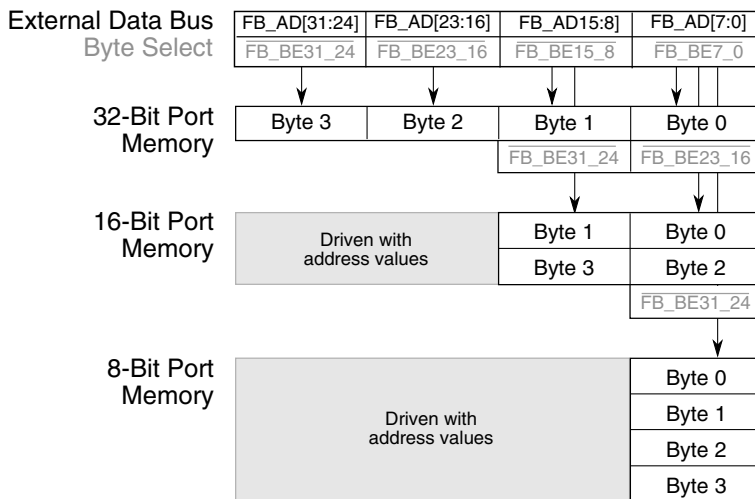 External Data Bus
FB_AD[31:24] FB_AD[23:16] FB_AD15:8] FB_AD[7:0]
Byte Select
FB_BE31_24 FB_BE23_16 FB_BE15_8 FB_BE7_0
32-Bit Port
Memory
Byte 3 Byte 2 Byte 1 Byte 0
FB_BE31_24 FB_BE23_16
16-Bit Port
Memory
Driven with
address values
Byte 1 Byte 0
Byte 3 Byte 2
FB_BE31_24
8-Bit Port
Memory
Driven with
address values
Byte 0
Byte 1
Byte 2
Byte 3